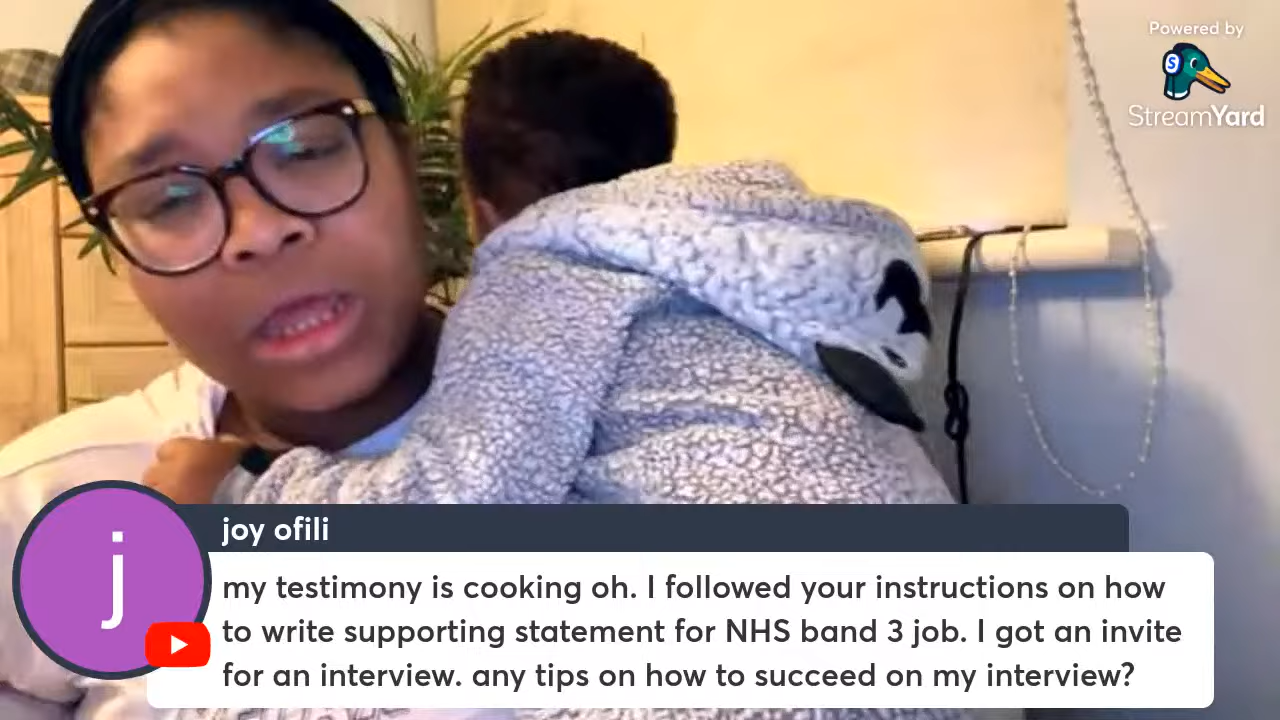 Powered by
S
StreamYard
j
joy ofili
my testimony is cooking oh. I followed your instructions on how
to write supporting statement for NHS band 3 job. I got an invite
for an interview. any tips on how to succeed on my interview?